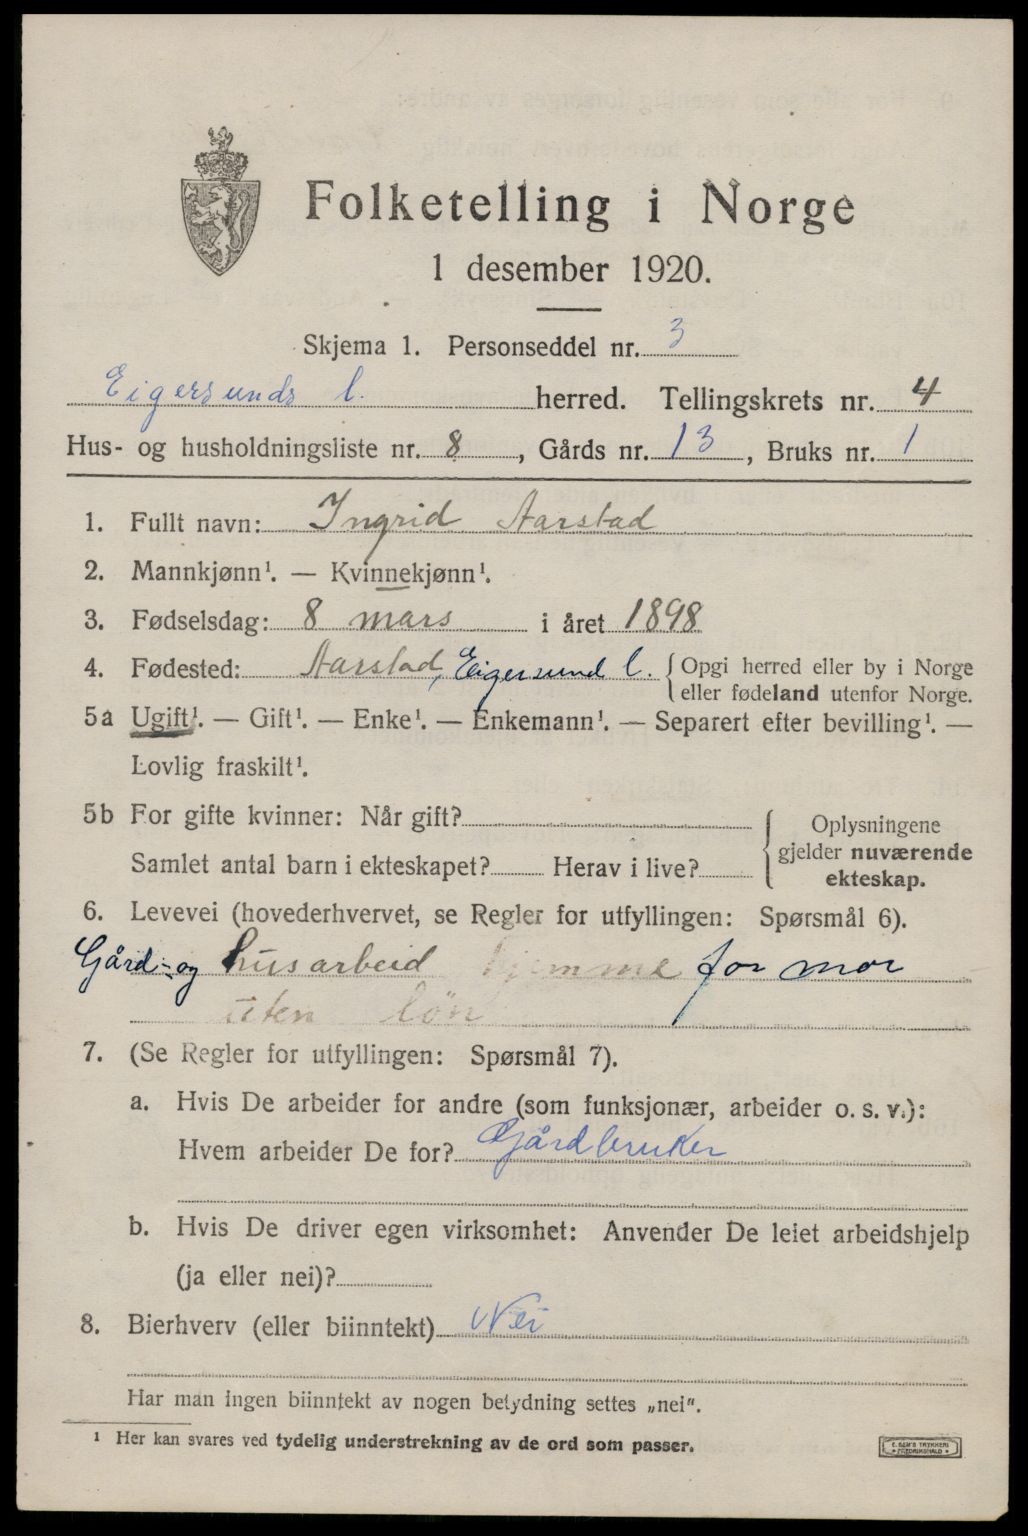 Folketelling i Norge
1 desember 1920.
Skjema 1. Personseddel nr. 3
Eigersunds l. herred. Tellingskrets nr. 4
Hus- og husholdningsliste nr. 8, Gårds nr. 13, Bruks nr. 1
1. Fullt navn: Ingrid Aarstad
2. Mannkjønn¹. — Kvinnekjønn¹.
3. Fødselsdag: 8 mars i året 1898
4. Fødested: Aarstad, Eigersund l. {Opgi herred eller by i Norge
eller fødeland utenfor Norge.
5a Ugift¹. — Gift¹. — Enke¹. — Enkemann¹. — Separert efter bevilling¹. —
Lovlig fraskilt¹.
5b For gifte kvinner: Når gift?
Samlet antal barn i ekteskapet? Herav i live?
{Oplysningene
gjelder nuværende
ekteskap.
6. Levevei (hovederhvervet, se Regler for utfyllingen: Spørsmål 6).
Gård- og husarbeid hjemme for mor
uten løn
7. (Se Regler for utfyllingen: Spørsmål 7).
a. Hvis De arbeider for andre (som funksjonær, arbeider o. s. v.):
Hvem arbeider De for? Gårdbruker
b. Hvis De driver egen virksomhet: Anvender De leiet arbeidshjelp
(ja eller nei)?
8. Bierhverv (eller biinntekt) Nei
Har man ingen biinntekt av nogen betydning settes „nei".
¹ Her kan svares ved tydelig understrekning av de ord som passer.
E. SEM'S TRYKKERI
FREDRIKSHALD